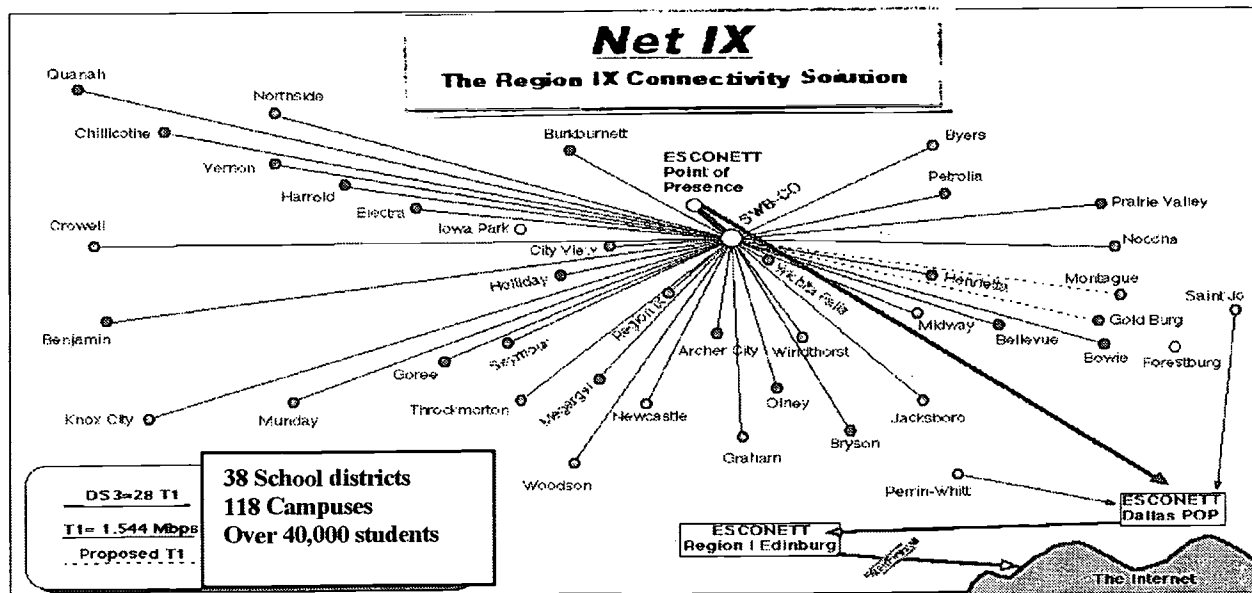 Net IX
The Region IX Connectivity Solution
Quanah
Northside
Chillicothe
Burkburnett
Byers
ESCONETT
Point of
Presence
Vernon
Petrolia
Harrold
SWB-CO
Electra
Prairie Valley
Crowell
Iowa Park
City View
Nocona
Holliday
Wichita Falls
Henrietta
Montague
Saint Jo
Region IX
Benjamin
Midway
Gold Burg
Seymour
Archer City
Windthorst
Bellevue
Bowie
Forestburg
Goree
Knox City
Munday
Throckmorton
Megargel
Newcastle
Olney
Jacksboro
Bryson
Graham
Woodson
Perrin-Whitt
DS3=28 T1
T1= 1.544 Mbps
Proposed T1
38 School districts
118 Campuses
Over 40,000 students
ESCONETT
Dallas POP
ESCONETT
Region I Edinburg
The Internet